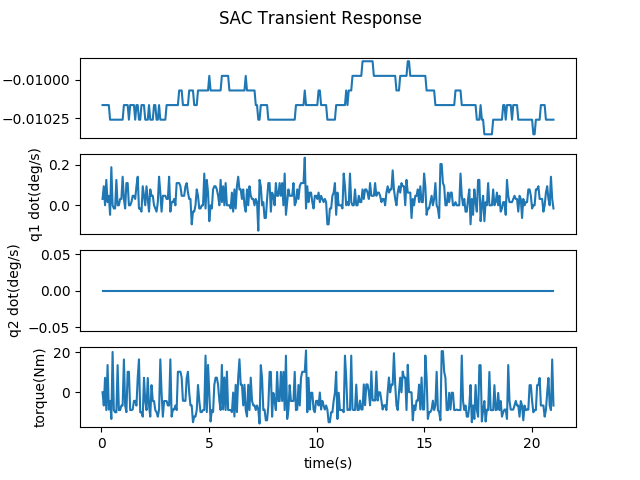 SAC Transient Response
−0.01000
−0.01025
q1 dot(deg/s)
0.2
0.0
q2 dot(deg/s)
0.05
0.00
−0.05
torque(Nm)
20
0
0 5 10 15 20
time(s)